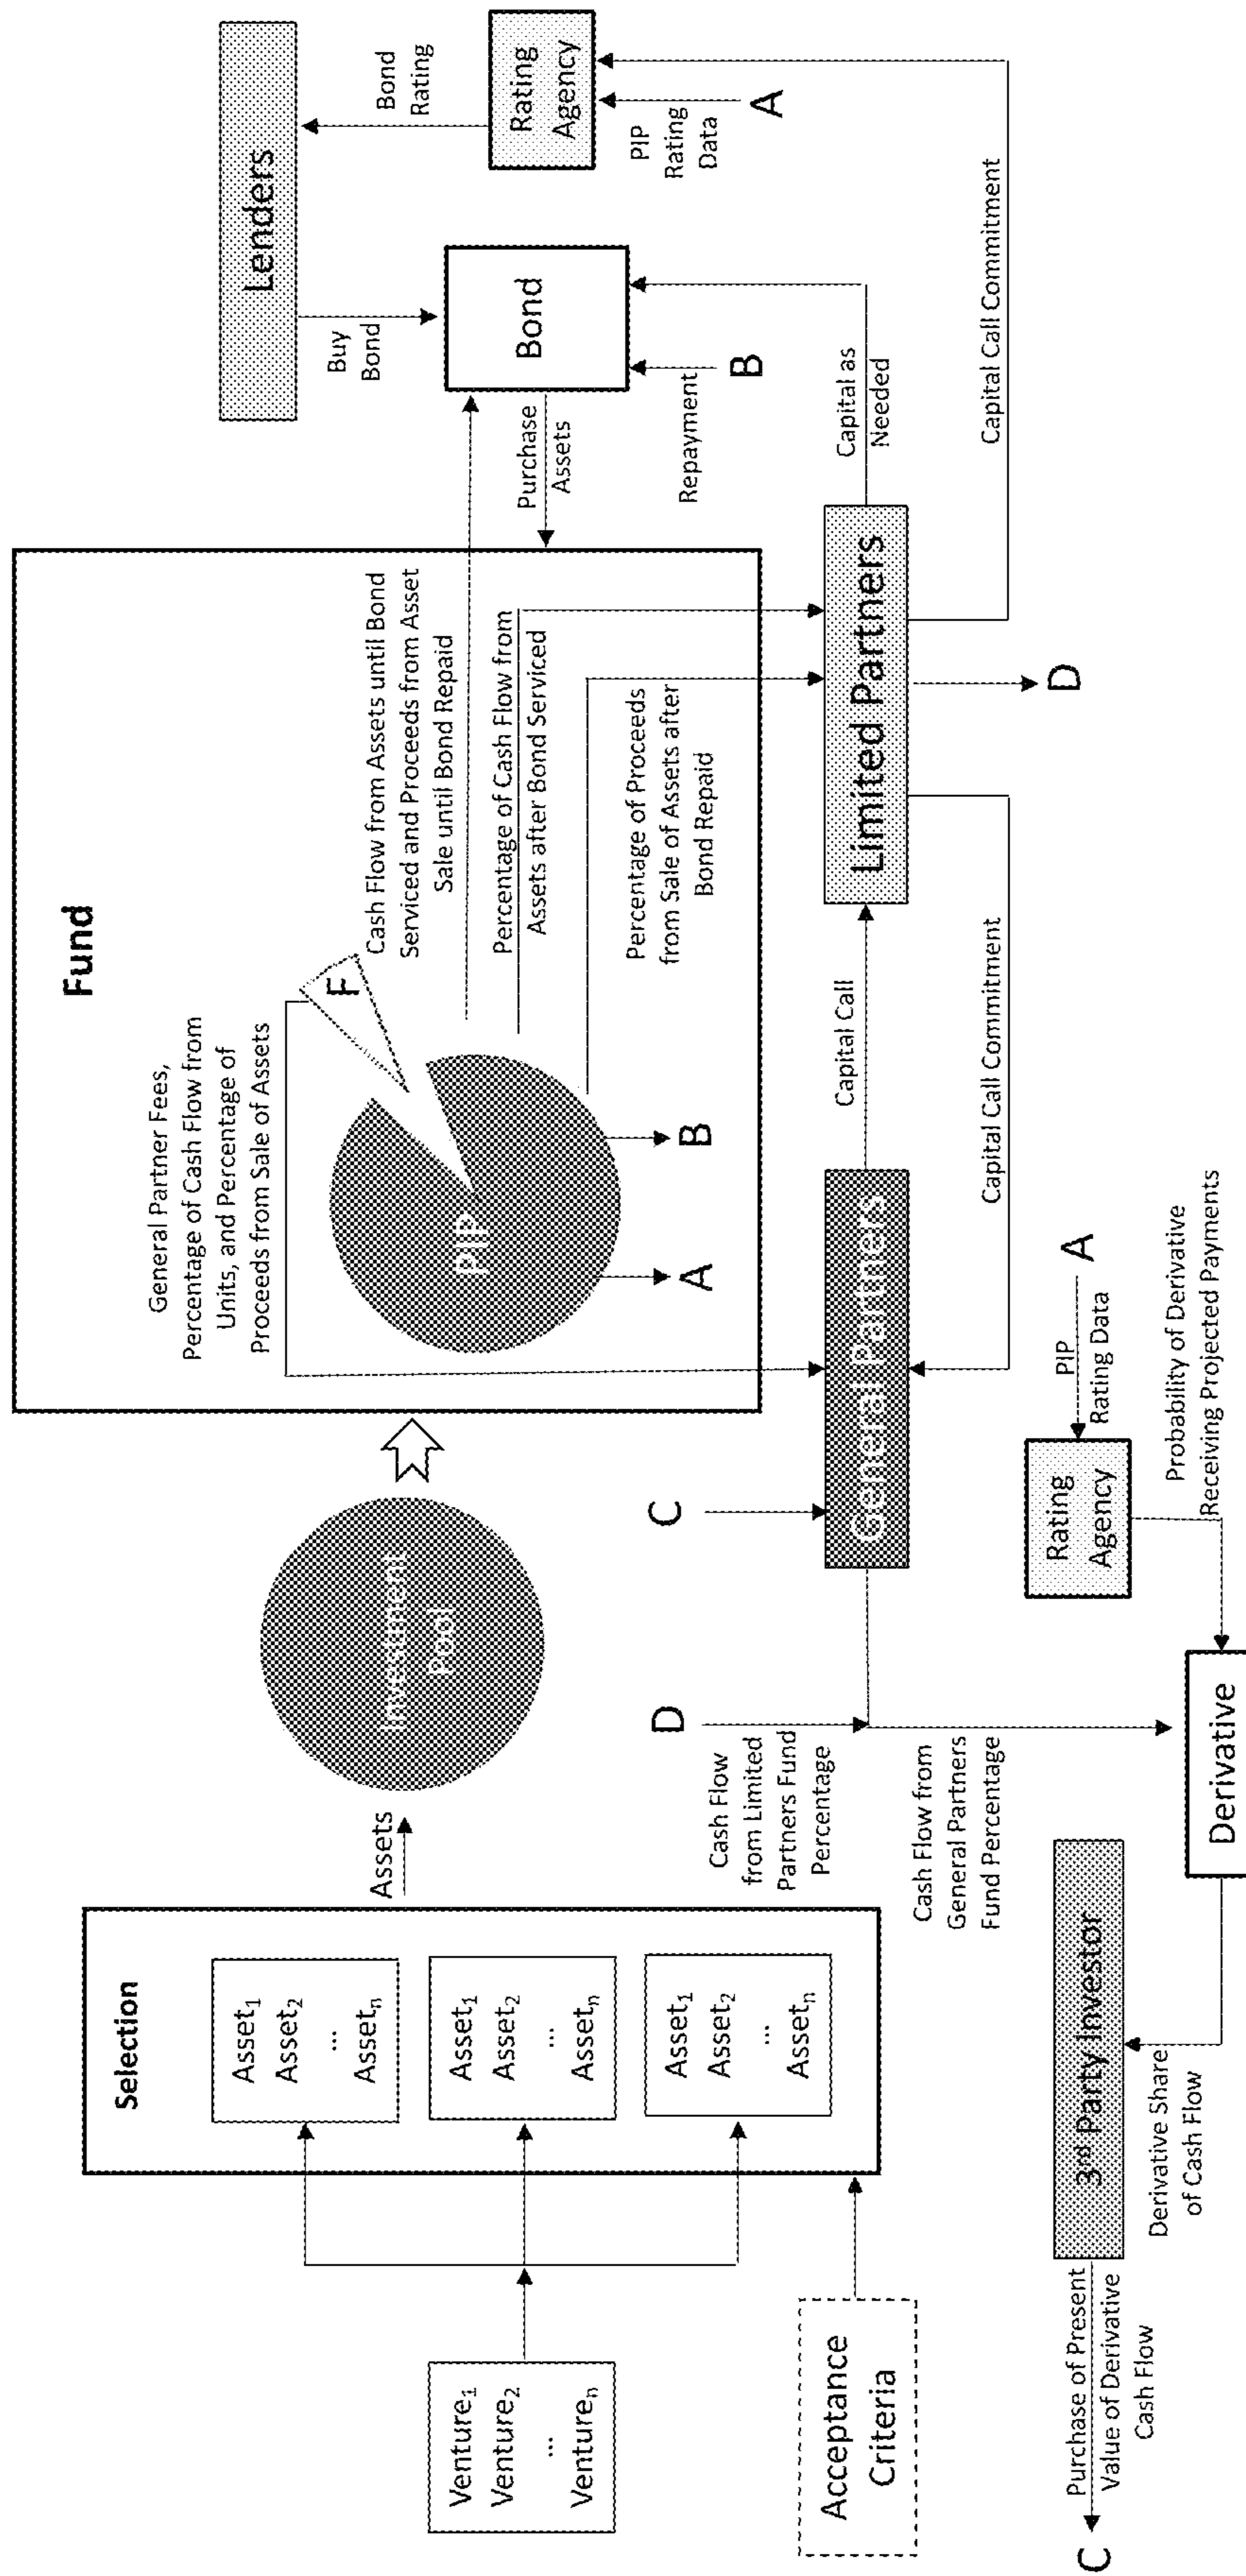 Fund
Lenders
Selection
General Partner Fees,
Percentage of Cash Flow from
Units, and Percentage of
Proceeds from Sale of Assets
F
Cash Flow from Assets until Bond
Serviced and Proceeds from Asset
Sale until Bond Repaid
Percentage of Cash Flow from
Assets after Bond Serviced
Percentage of Proceeds
from Sale of Assets after
Bond Repaid
PIP
A
B
Buy
Bond
Bond
Rating
Bond
Purchase
Assets
Rating
Agency
PIP
Rating
Data
A
Repayment
B
Venture1
Venture2
...
Venturen
Asset1
Asset2
...
Assetn
Asset1
Asset2
...
Assetn
Asset1
Asset2
...
Assetn
Assets
Investment
Pool
Acceptance
Criteria
D
Cash Flow
from Limited
Partners Fund
Percentage
C
General Partners
Capital Call
Limited Partners
Capital as
Needed
Cash Flow from
General Partners
Fund Percentage
Capital Call Commitment
D
Capital Call Commitment
Purchase of Present
Value of Derivative
Cash Flow
C
3rd Party Investor
Derivative Share
of Cash Flow
Derivative
Rating
Agency
PIP
Rating Data
A
Probability of Derivative
Receiving Projected Payments